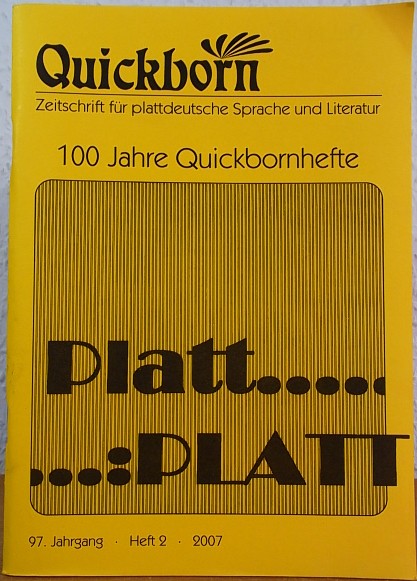 Quickborn
Zeitschrift für plattdeutsche Sprache und Literatur
100 Jahre Quickbornhefte
Platt.....
...:PLATT
97. Jahrgang · Heft 2 · 2007